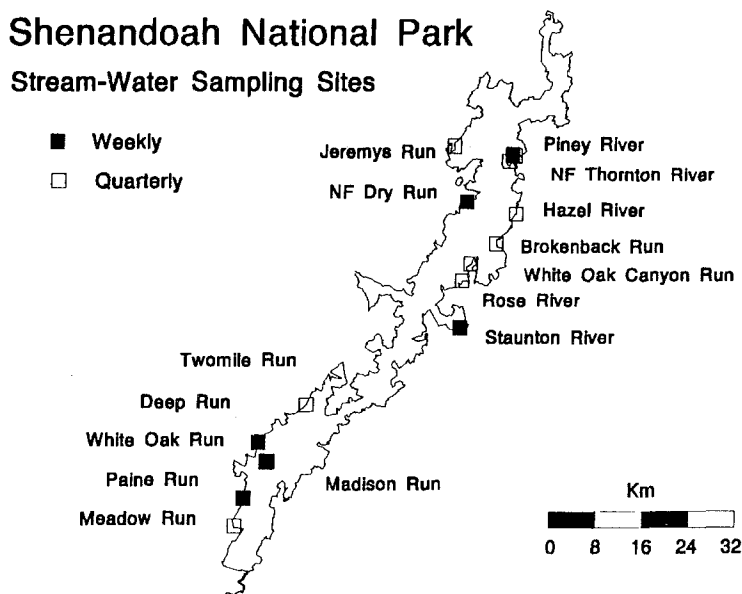 Shenandoah National Park
Stream-Water Sampling Sites
Weekly
Quarterly
Jeremys Run
NF Dry Run
Piney River
NF Thornton River
Hazel River
Brokenback Run
White Oak Canyon Run
Rose River
Staunton River
Twomile Run
Deep Run
White Oak Run
Paine Run
Meadow Run
Madison Run
Km
0 8 16 24 32